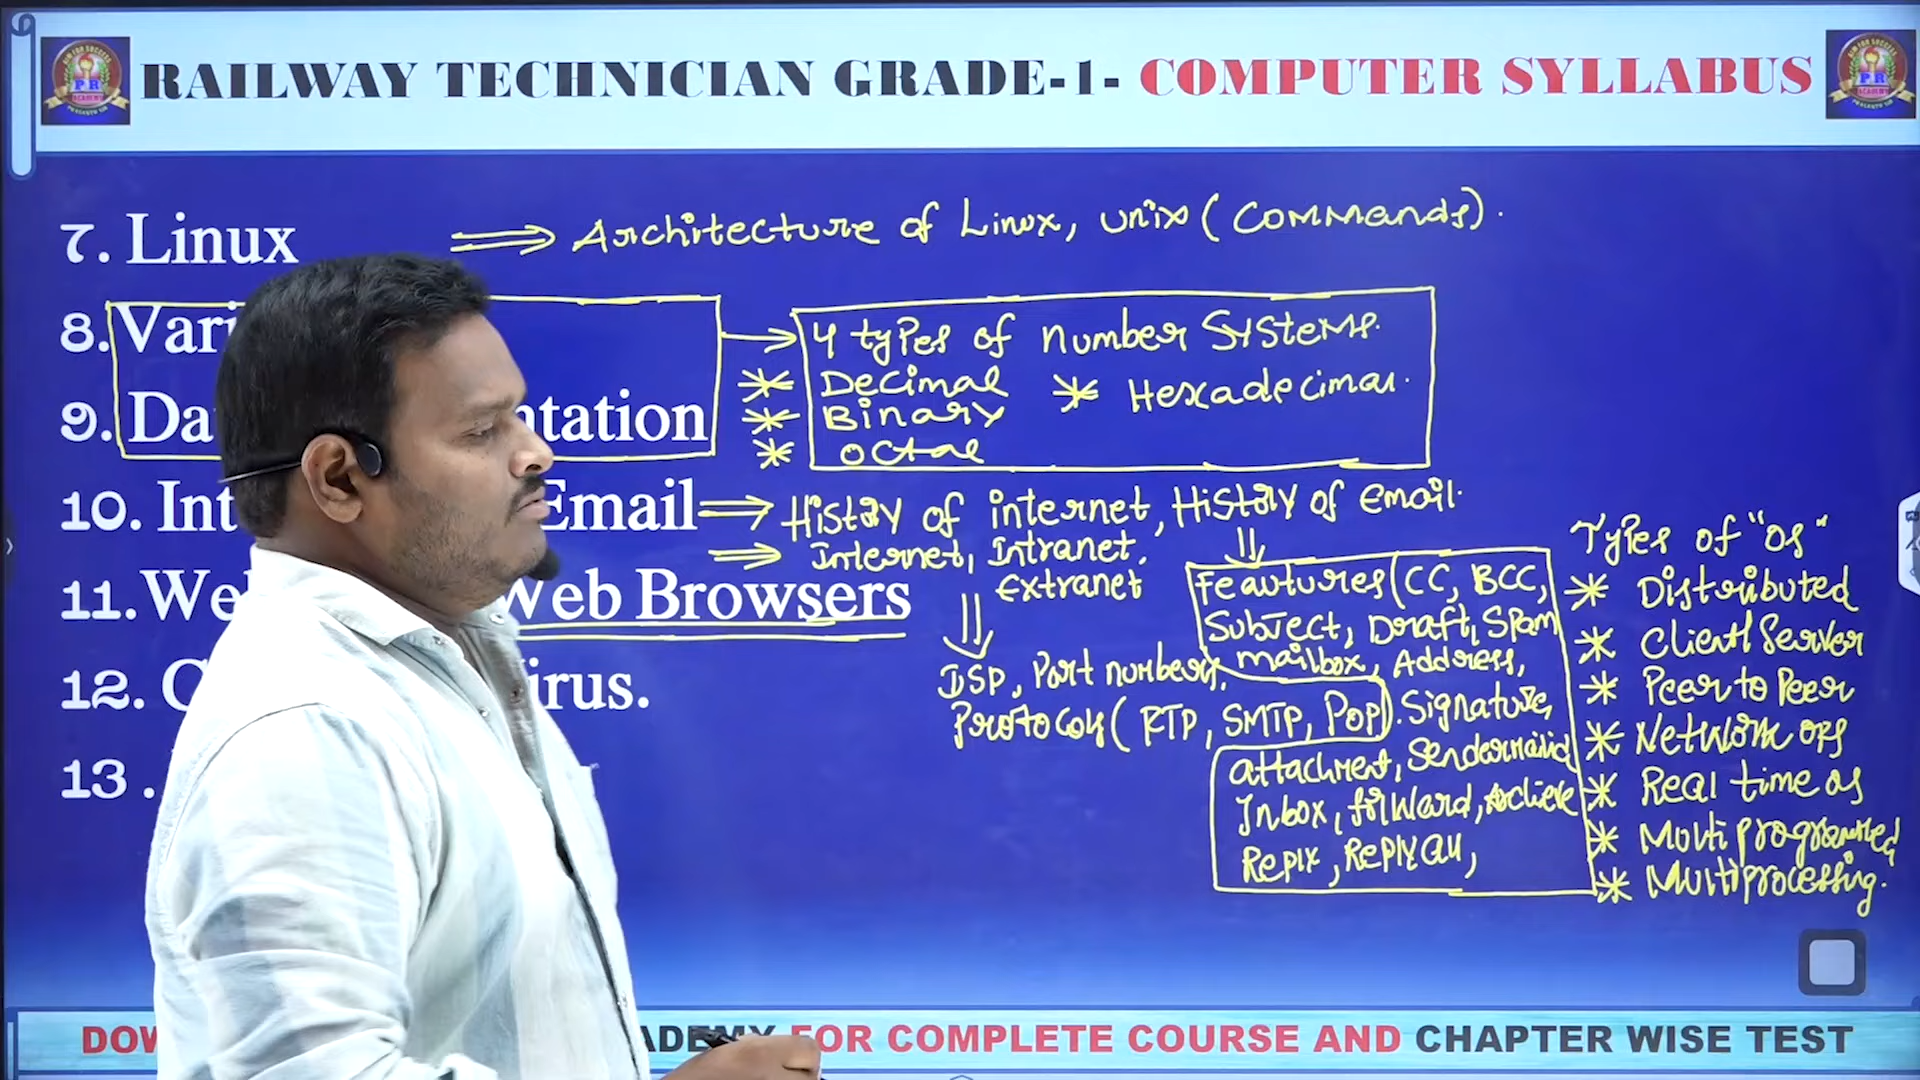 RAILWAY TECHNICIAN GRADE-1- COMPUTER SYLLABUS
7. Linux ⟹ Architecture of Linux, Unix (Commands).
8. Vari
4 types of number Systems.
* Decimal * Hexadecimal.
* Binary
* octal
9. Da ntation
10. Int Email ⟹ History of internet, History of email.
⟹ Internet, Intranet, Extranet
11. We Web Browsers
12. C irus.
13.
ISP, Port numbers,
Protocols ( FTP, SMTP, POP).
Feautures (CC, BCC,
Subject, Draft, Spam
mailbox, Address,
Signature,
attachment,
Inbox, forward,
Reply, Reply all,
Types of "os"
* Distributed
* Client Server
* Peer to Peer
* Network
* Real time os
* Multi programmed
* Multiprocessing.
DOW ADEMY FOR COMPLETE COURSE AND CHAPTER WISE TEST